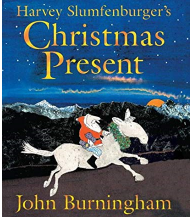 Harvey Slumfenburger's
Christmas
Present
John Burningham